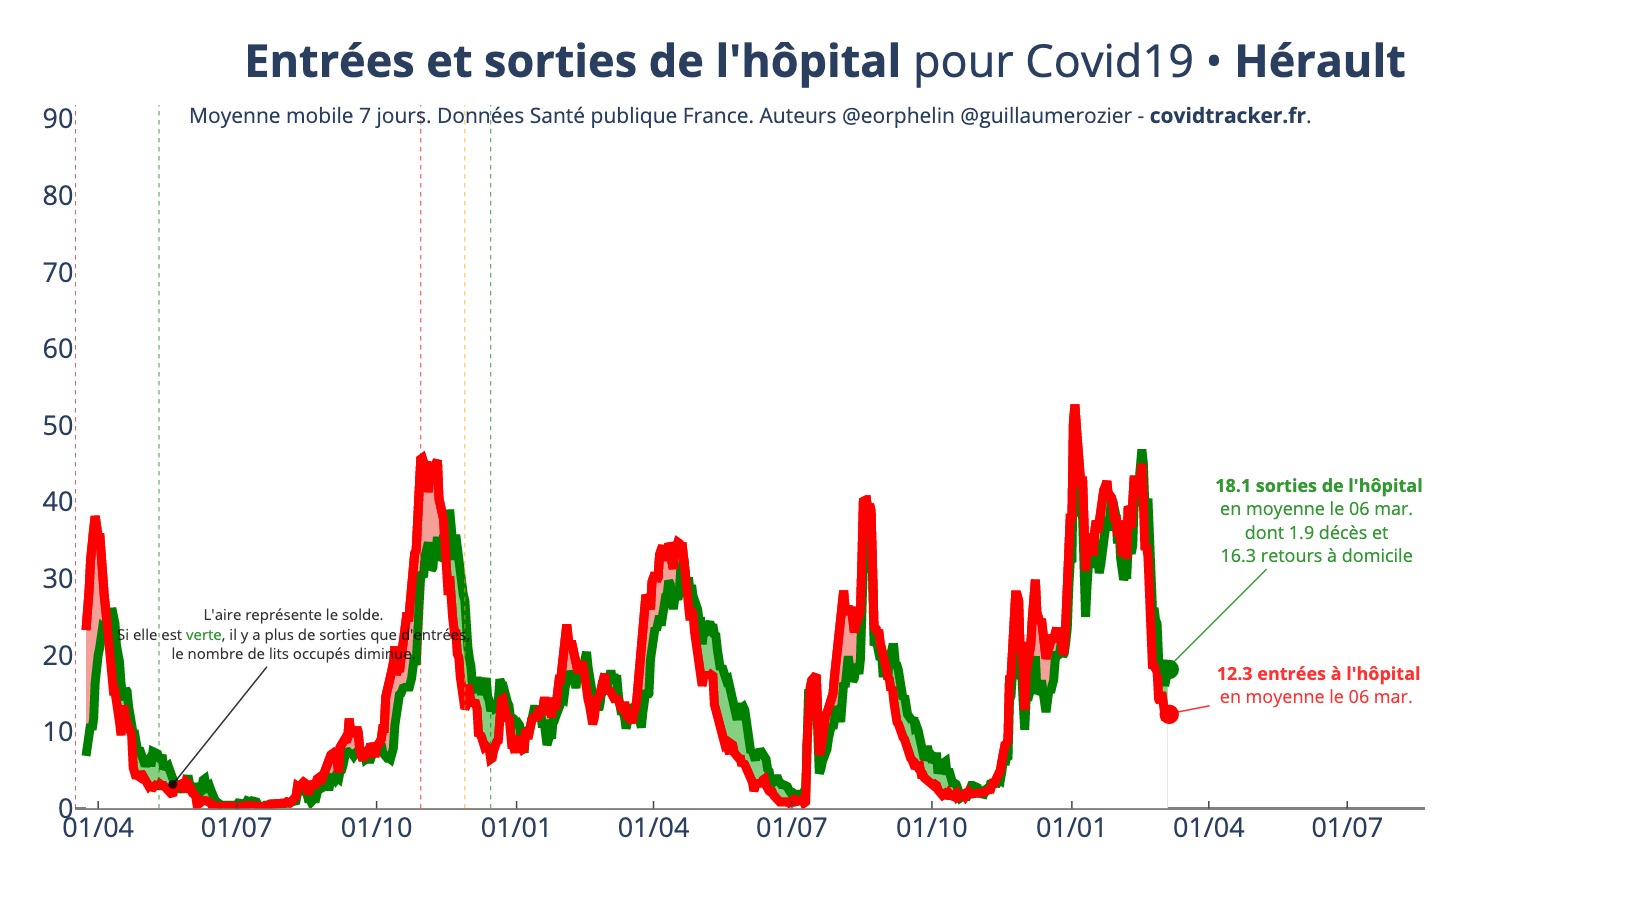 Entrées et sorties de l'hôpital pour Covid19 • Hérault
Moyenne mobile 7 jours. Données Santé publique France. Auteurs @eorphelin @guillaumerozier - covidtracker.fr.
90
80
70
60
50
40
30
20
10
0
L'aire représente le solde.
Si elle est verte, il y a plus de sorties que d'entrées,
le nombre de lits occupés diminue.
18.1 sorties de l'hôpital
en moyenne le 06 mar.
dont 1.9 décès et
16.3 retours à domicile
12.3 entrées à l'hôpital
en moyenne le 06 mar.
01/04 01/07 01/10 01/01 01/04 01/07 01/10 01/01 01/04 01/07